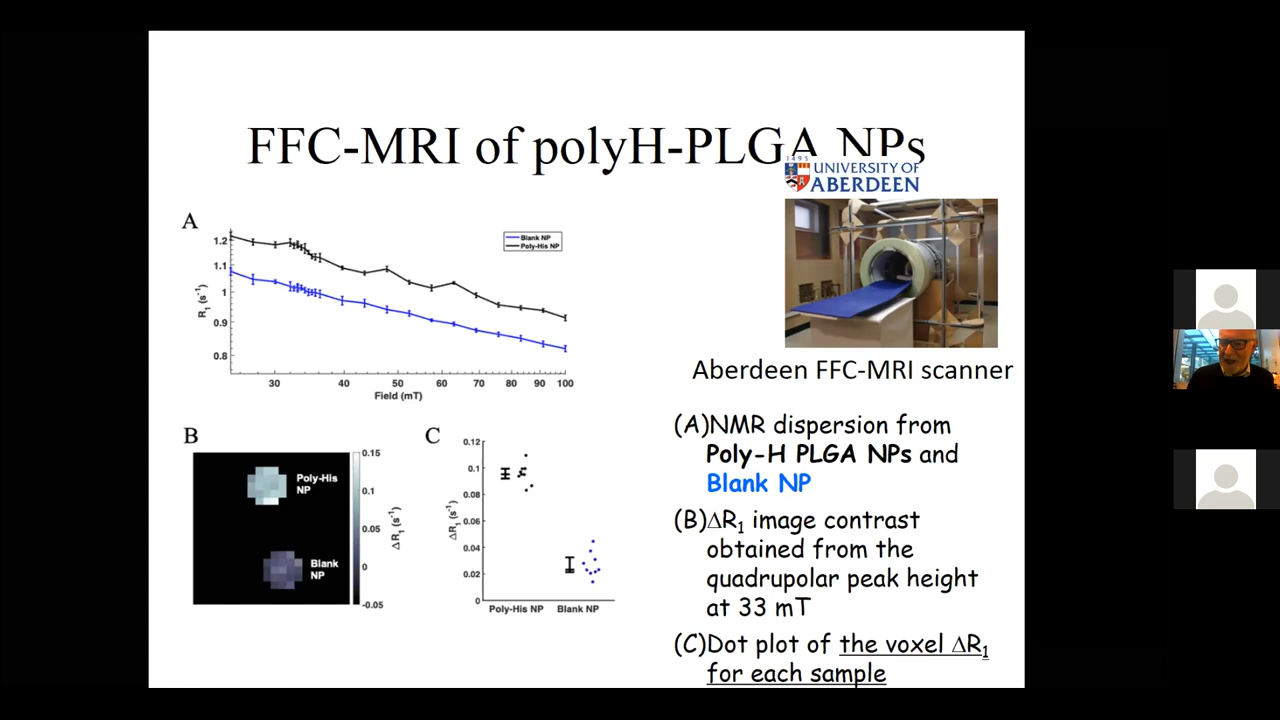 FFC-MRI of polyH-PLGA NPs
1495
UNIVERSITY OF
ABERDEEN
A
1.2
1.1
1
0.9
0.8
R1 (s-1)
Blank NP
Poly-His NP
30
40
50
60
70
80
90
100
Field (mT)
Aberdeen FFC-MRI scanner
(A)NMR dispersion from
Poly-H PLGA NPs and
Blank NP
(B)ΔR1 image contrast
obtained from the
quadrupolar peak height
at 33 mT
(C)Dot plot of the voxel ΔR1
for each sample
B
Poly-His
NP
Blank
NP
0.15
0.1
0.05
0
-0.05
ΔR1 (s-1)
C
0.12
0.1
0.08
0.06
0.04
0.02
0
ΔR1 (s-1)
Poly-His NP
Blank NP